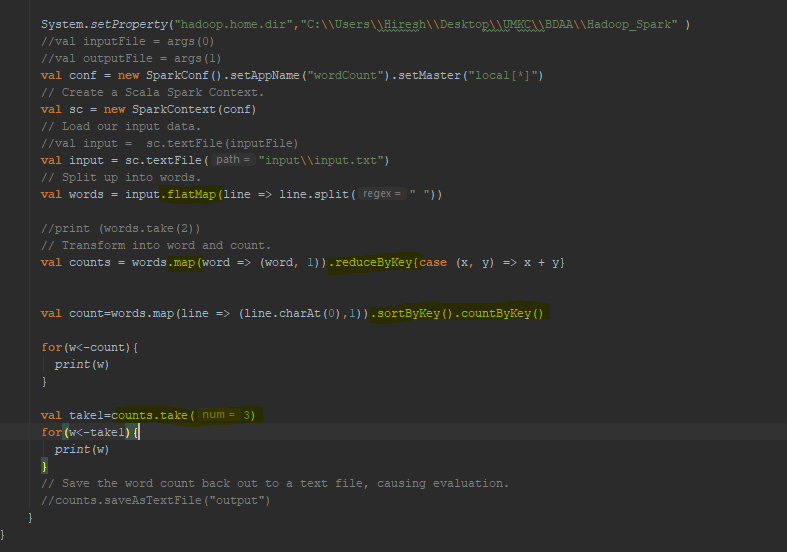 System.setProperty("hadoop.home.dir","C:\\Users\\Hiresh\\Desktop\\UMKC\\BDAA\\Hadoop_Spark" )
//val inputFile = args(0)
//val outputFile = args(1)
val conf = new SparkConf().setAppName("wordCount").setMaster("local[*]")
// Create a Scala Spark Context.
val sc = new SparkContext(conf)
// Load our input data.
//val input =  sc.textFile(inputFile)
val input = sc.textFile( path = "input\\input.txt")
// Split up into words.
val words = input.flatMap(line => line.split( regex = " "))
//print (words.take(2))
// Transform into word and count.
val counts = words.map(word => (word, 1)).reduceByKey{case (x, y) => x + y}
val count=words.map(line => (line.charAt(0),1)).sortByKey().countByKey()
for(w<-count){
print(w)
}
val take1=counts.take( num = 3)
for(w<-take1){
print(w)
}
// Save the word count back out to a text file, causing evaluation.
//counts.saveAsTextFile("output")
}
}